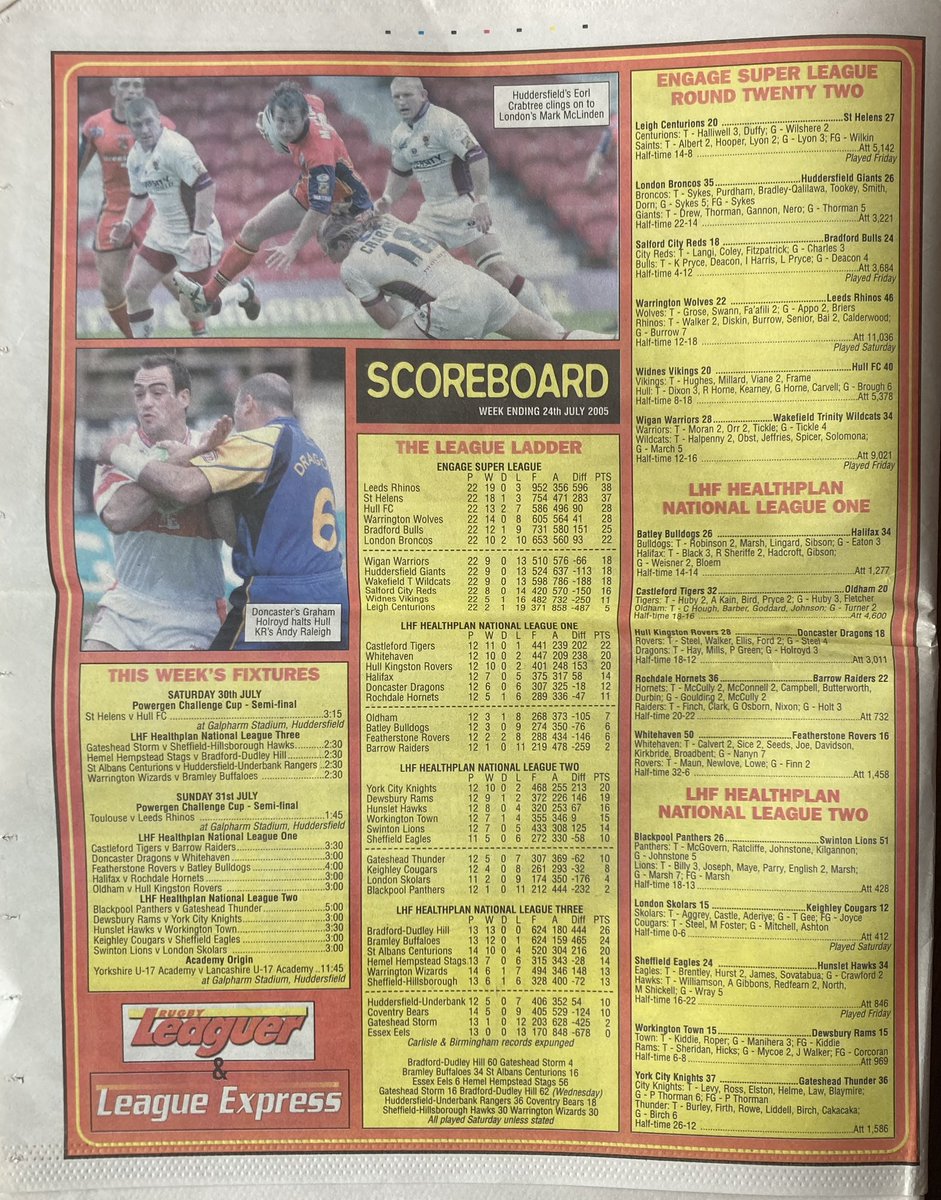 Huddersfield's Eorl
Crabtree clings on to
London's Mark McLinden
Doncaster's Graham
Holroyd halts Hull
KR's Andy Raleigh
DRAGO
6
SCOREBOARD
WEEK ENDING 24th JULY 2005
THIS WEEK'S FIXTURES
SATURDAY 30th JULY
Powergen Challenge Cup - Semi-final
St Helens v Hull FC 3:15
at Galpharm Stadium, Huddersfield
LHF Healthplan National League Three
Gateshead Storm v Sheffield-Hillsborough Hawks 2:30
Hemel Hempstead Stags v Bradford-Dudley Hill 2:30
St Albans Centurions v Huddersfield-Underbank Rangers 2:30
Warrington Wizards v Bramley Buffaloes 2:30
SUNDAY 31st JULY
Powergen Challenge Cup - Semi-final
Toulouse v Leeds Rhinos 1:45
at Galpharm Stadium, Huddersfield
LHF Healthplan National League One
Castleford Tigers v Barrow Raiders 3:30
Doncaster Dragons v Whitehaven 3:00
Featherstone Rovers v Batley Bulldogs 4:00
Halifax v Rochdale Hornets 3:00
Oldham v Hull Kingston Rovers 3:00
LHF Healthplan National League Two
Blackpool Panthers v Gateshead Thunder 5:00
Dewsbury Rams v York City Knights 3:00
Hunslet Hawks v Workington Town 3:30
Keighley Cougars v Sheffield Eagles 3:00
Swinton Lions v London Skolars 3:00
Academy Origin
Yorkshire U-17 Academy v Lancashire U-17 Academy 11:45
at Galpharm Stadium, Huddersfield
RUGBY
Leaguer
&
League Express
THE LEAGUE LADDER
ENGAGE SUPER LEAGUE
P W D L F A Diff PTS
Leeds Rhinos 22 19 0 3 952 356 596 38
St Helens 22 18 1 3 754 471 283 37
Hull FC 22 13 2 7 586 496 90 28
Warrington Wolves 22 14 0 8 605 564 41 28
Bradford Bulls 22 12 1 9 731 580 151 25
London Broncos 22 10 2 10 653 560 93 22
Wigan Warriors 22 9 0 13 510 576 -66 18
Huddersfield Giants 22 9 0 13 524 637 -113 18
Wakefield T Wildcats 22 9 0 13 598 786 -188 18
Salford City Reds 22 8 0 14 420 570 -150 16
Widnes Vikings 22 5 1 16 482 732 -250 11
Leigh Centurions 22 2 1 19 371 858 -487 5
LHF HEALTHPLAN NATIONAL LEAGUE ONE
P W D L F A Diff PTS
Castleford Tigers 12 11 0 1 441 239 202 22
Whitehaven 12 10 0 2 447 209 238 20
Hull Kingston Rovers 12 10 0 2 401 248 153 20
Halifax 12 7 0 5 375 317 58 14
Doncaster Dragons 12 6 0 6 307 325 -18 12
Rochdale Hornets 12 5 1 6 289 336 -47 11
Oldham 12 3 1 8 268 373 -105 7
Batley Bulldogs 12 3 0 9 274 350 -76 6
Featherstone Rovers 12 2 2 8 288 434 -146 6
Barrow Raiders 12 1 0 11 219 478 -259 2
LHF HEALTHPLAN NATIONAL LEAGUE TWO
P W D L F A Diff PTS
York City Knights 12 10 0 2 468 255 213 20
Dewsbury Rams 12 9 1 2 372 226 146 19
Hunslet Hawks 12 8 0 4 320 253 67 16
Workington Town 12 7 1 4 355 346 9 15
Swinton Lions 12 7 0 5 433 308 125 14
Sheffield Eagles 11 5 0 6 272 330 -58 10
Gateshead Thunder 12 5 0 7 307 369 -62 10
Keighley Cougars 12 4 0 8 261 293 -32 8
London Skolars 11 2 0 9 174 350 -176 4
Blackpool Panthers 12 1 0 11 212 444 -232 2
LHF HEALTHPLAN NATIONAL LEAGUE THREE
P W D L F A Diff PTS
Bradford-Dudley Hill 13 13 0 0 624 180 444 26
Bramley Buffaloes 13 12 0 1 624 159 465 24
St Albans Centurions 14 10 0 4 520 304 216 20
Hemel Hempstead Stags 13 7 0 6 315 343 -28 14
Warrington Wizards 14 6 1 7 494 346 148 13
Sheffield-Hillsborough 13 6 1 6 328 400 -72 13
Huddersfield-Underbank 12 5 0 7 406 352 54 10
Coventry Bears 14 5 0 9 405 529 -124 10
Gateshead Storm 13 1 0 12 203 628 -425 2
Essex Eels 13 0 0 13 170 848 -678 0
Carlisle & Birmingham records expunged
Bradford-Dudley Hill 60 Gateshead Storm 4
Bramley Buffaloes 34 St Albans Centurions 16
Essex Eels 6 Hemel Hempstead Stags 56
Gateshead Storm 16 Bradford-Dudley Hill 62 (Wednesday)
Huddersfield-Underbank Rangers 36 Coventry Bears 18
Sheffield-Hillsborough Hawks 30 Warrington Wizards 30
All played Saturday unless stated
ENGAGE SUPER LEAGUE
ROUND TWENTY TWO
Leigh Centurions 20 St Helens 27
Centurions: T - Halliwell 3, Duffy; G - Wilshere 2
Saints: T - Albert 2, Hooper, Lyon 2; G - Lyon 3; FG - Wilkin
Half-time 14-8 Att 5,142
Played Friday
London Broncos 35 Huddersfield Giants 26
Broncos: T - Sykes, Purdham, Bradley-Qalilawa, Tookey, Smith,
Dorn; G - Sykes 5; FG - Sykes
Giants: T - Drew, Thorman, Gannon, Nero; G - Thorman 5
Half-time 22-14 Att 3,221
Salford City Reds 18 Bradford Bulls 24
City Reds: T - Langi, Coley, Fitzpatrick; G - Charles 3
Bulls: T - K Pryce, Deacon, I Harris, L Pryce; G - Deacon 4
Half-time 4-12 Att 3,684
Played Friday
Warrington Wolves 22 Leeds Rhinos 46
Wolves: T - Grose, Swann, Fa'afili 2; G - Appo 2, Briers
Rhinos: T - Walker 2, Diskin, Burrow, Senior, Bai 2, Calderwood;
G - Burrow 7
Half-time 12-18 Att 11,036
Played Saturday
Widnes Vikings 20 Hull FC 40
Vikings: T - Hughes, Millard, Viane 2, Frame
Hull: T - Dixon 3, R Horne, Kearney, G Horne, Carvell; G - Brough 6
Half-time 8-18 Att 5,378
Wigan Warriors 28 Wakefield Trinity Wildcats 34
Warriors: T - Moran 2, Orr 2, Tickle; G - Tickle 4
Wildcats: T - Halpenny 2, Obst, Jeffries, Spicer, Solomona;
G - March 5
Half-time 12-16 Att 9,021
Played Friday
LHF HEALTHPLAN
NATIONAL LEAGUE ONE
Batley Bulldogs 26 Halifax 34
Bulldogs: T - Robinson 2, Marsh, Lingard, Sibson; G - Eaton 3
Halifax: T - Black 3, R Sheriffe 2, Hadcroft, Gibson;
G - Weisner 2, Bloem
Half-time 14-14 Att 1,277
Castleford Tigers 32 Oldham 20
Tigers: T - Huby 2, A Kain, Bird, Pryce 2; G - Huby 3, Fletcher
Oldham: T - C Hough, Barber, Goddard, Johnson; G - Turner 2
Half-time 18-16 Att 4,600
Hull Kingston Rovers 28 Doncaster Dragons 18
Rovers: T - Steel, Walker, Ellis, Ford 2; G - Steel 4
Dragons: T - Hay, Mills, P Green; G - Holroyd 3
Half-time 18-12 Att 3,011
Rochdale Hornets 36 Barrow Raiders 22
Hornets: T - McCully 2, McConnell 2, Campbell, Butterworth,
Durbin; G - Goulding 2, McCully 2
Raiders: T - Finch, Clark, G Osborn, Nixon; G - Holt 3
Half-time 20-22 Att 732
Whitehaven 50 Featherstone Rovers 16
Whitehaven: T - Calvert 2, Sice 2, Seeds, Joe, Davidson,
Kirkbride, Broadbent; G - Nanyn 7
Rovers: T - Maun, Newlove, Lowe; G - Finn 2
Half-time 32-6 Att 1,458
LHF HEALTHPLAN
NATIONAL LEAGUE TWO
Blackpool Panthers 26 Swinton Lions 51
Panthers: T - McGovern, Ratcliffe, Johnstone, Kilgannon;
G - Johnstone 5
Lions: T - Billy 3, Joseph, Maye, Parry, English 2, Marsh;
G - Marsh 7; FG - Marsh
Half-time 18-13 Att 428
London Skolars 15 Keighley Cougars 12
Skolars: T - Aggrey, Castle, Aderiye; G - T Gee; FG - Joyce
Cougars: T - Steel, M Foster; G - Mitchell, Ashton
Half-time 0-6 Att 412
Played Saturday
Sheffield Eagles 24 Hunslet Hawks 34
Eagles: T - Brentley, Hurst 2, James, Sovatabua; G - Crawford 2
Hawks: T - Williamson, A Gibbons, Redfearn 2, North,
M Shickell; G - Wray 5
Half-time 16-22 Att 846
Played Friday
Workington Town 15 Dewsbury Rams 15
Town: T - Kiddie, Roper; G - Manihera 3; FG - Kiddie
Rams: T - Sheridan, Hicks; G - Mycoe 2, J Walker; FG - Corcoran
Half-time 6-8 Att 969
York City Knights 37 Gateshead Thunder 36
City Knights: T - Levy, Ross, Elston, Helme, Law, Blaymire;
G - P Thorman 6; FG - P Thorman
Thunder: T - Burley, Firth, Rowe, Liddell, Birch, Cakacaka;
G - Birch 6
Half-time 26-12 Att 1,586